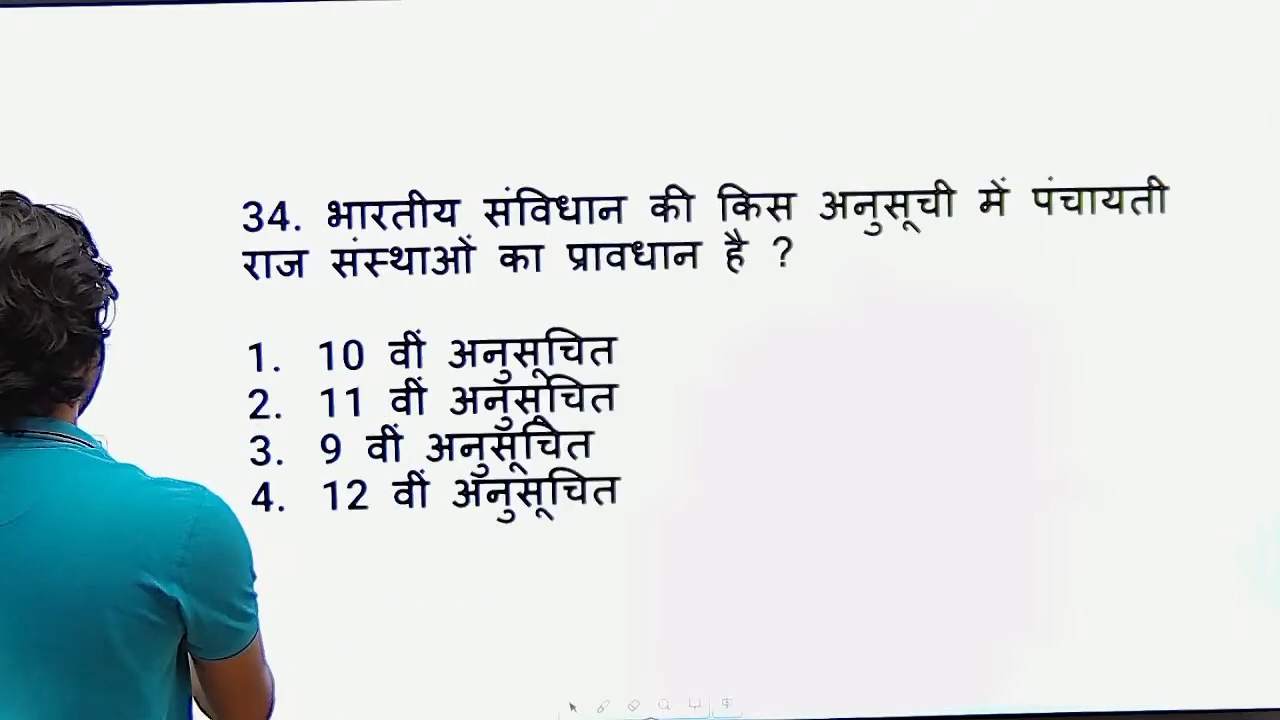 34. भारतीय संविधान की किस अनुसूची में पंचायती
राज संस्थाओं का प्रावधान है ?
1. 10 वीं अनुसूचित
2. 11 वीं अनुसूचित
3. 9 वीं अनुसूचित
4. 12 वीं अनुसूचित